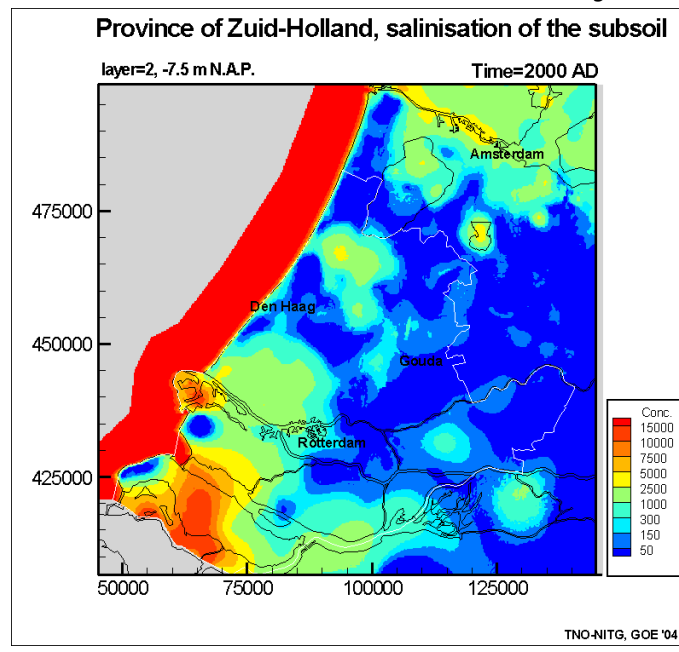 Province of Zuid-Holland, salinisation of the subsoil
layer=2, -7.5 m N.A.P. Time=2000 AD
Amsterdam
475000
Den Haag
450000
Gouda
Rotterdam
425000
50000 75000 100000 125000
Conc.
15000
10000
7500
5000
2500
1000
300
150
50
TNO-NITG, GOE '04